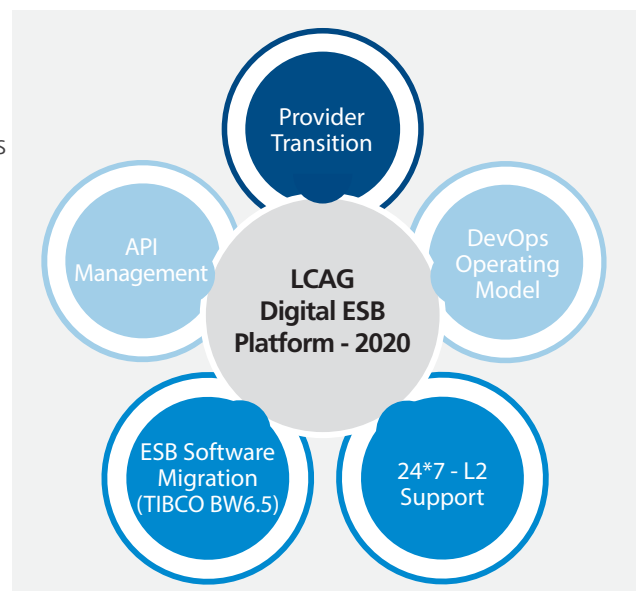 Provider
Transition
s
API
Management
DevOps
Operating
Model
LCAG
Digital ESB
Platform - 2020
ESB Software
Migration
(TIBCO BW6.5)
24*7 - L2
Support